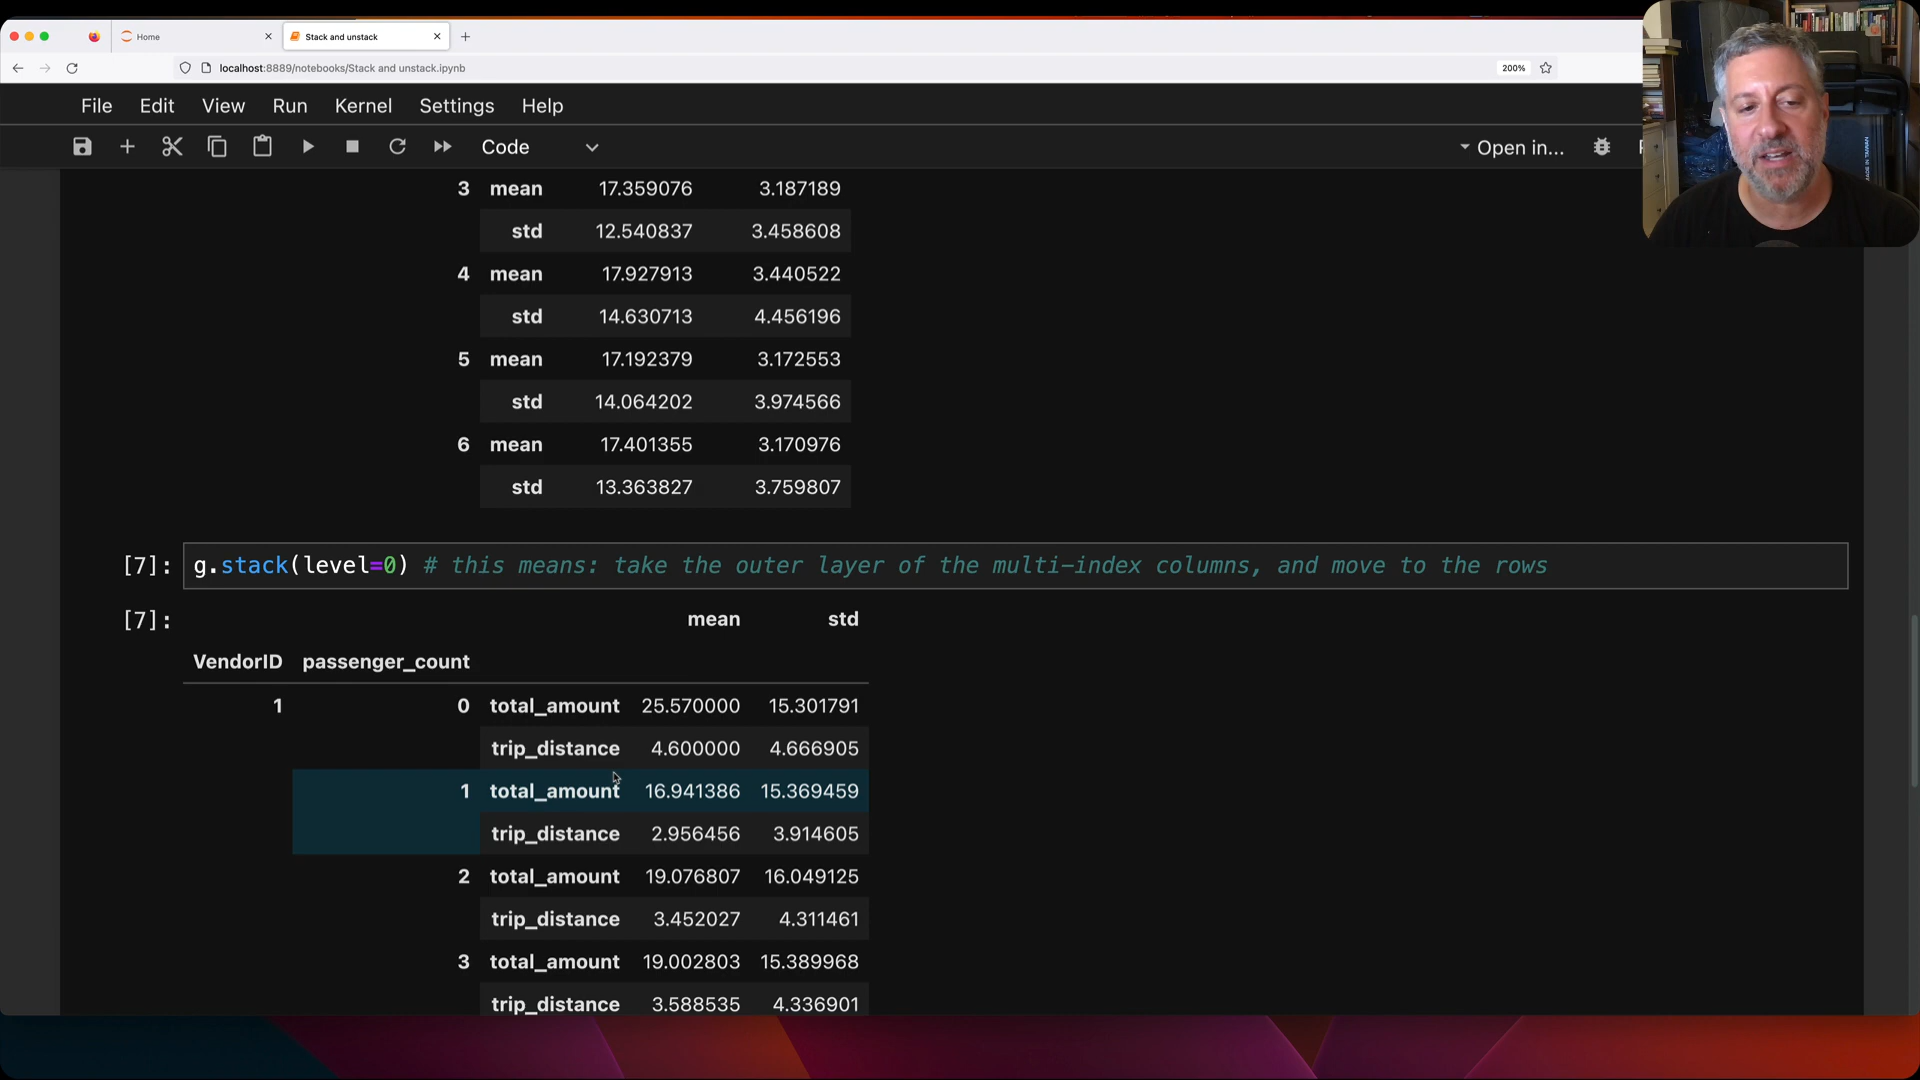 Home
Stack and unstack
localhost:8889/notebooks/Stack and unstack.ipynb
200%
File Edit View Run Kernel Settings Help
Code
Open in...
3 mean 17.359076 3.187189
std 12.540837 3.458608
4 mean 17.927913 3.440522
std 14.630713 4.456196
5 mean 17.192379 3.172553
std 14.064202 3.974566
6 mean 17.401355 3.170976
std 13.363827 3.759807
[7]: g.stack(level=0) # this means: take the outer layer of the multi-index columns, and move to the rows
[7]: mean std
VendorID passenger_count
1 0 total_amount 25.570000 15.301791
trip_distance 4.600000 4.666905
1 total_amount 16.941386 15.369459
trip_distance 2.956456 3.914605
2 total_amount 19.076807 16.049125
trip_distance 3.452027 4.311461
3 total_amount 19.002803 15.389968
trip_distance 3.588535 4.336901
MADE IN TAIWAN